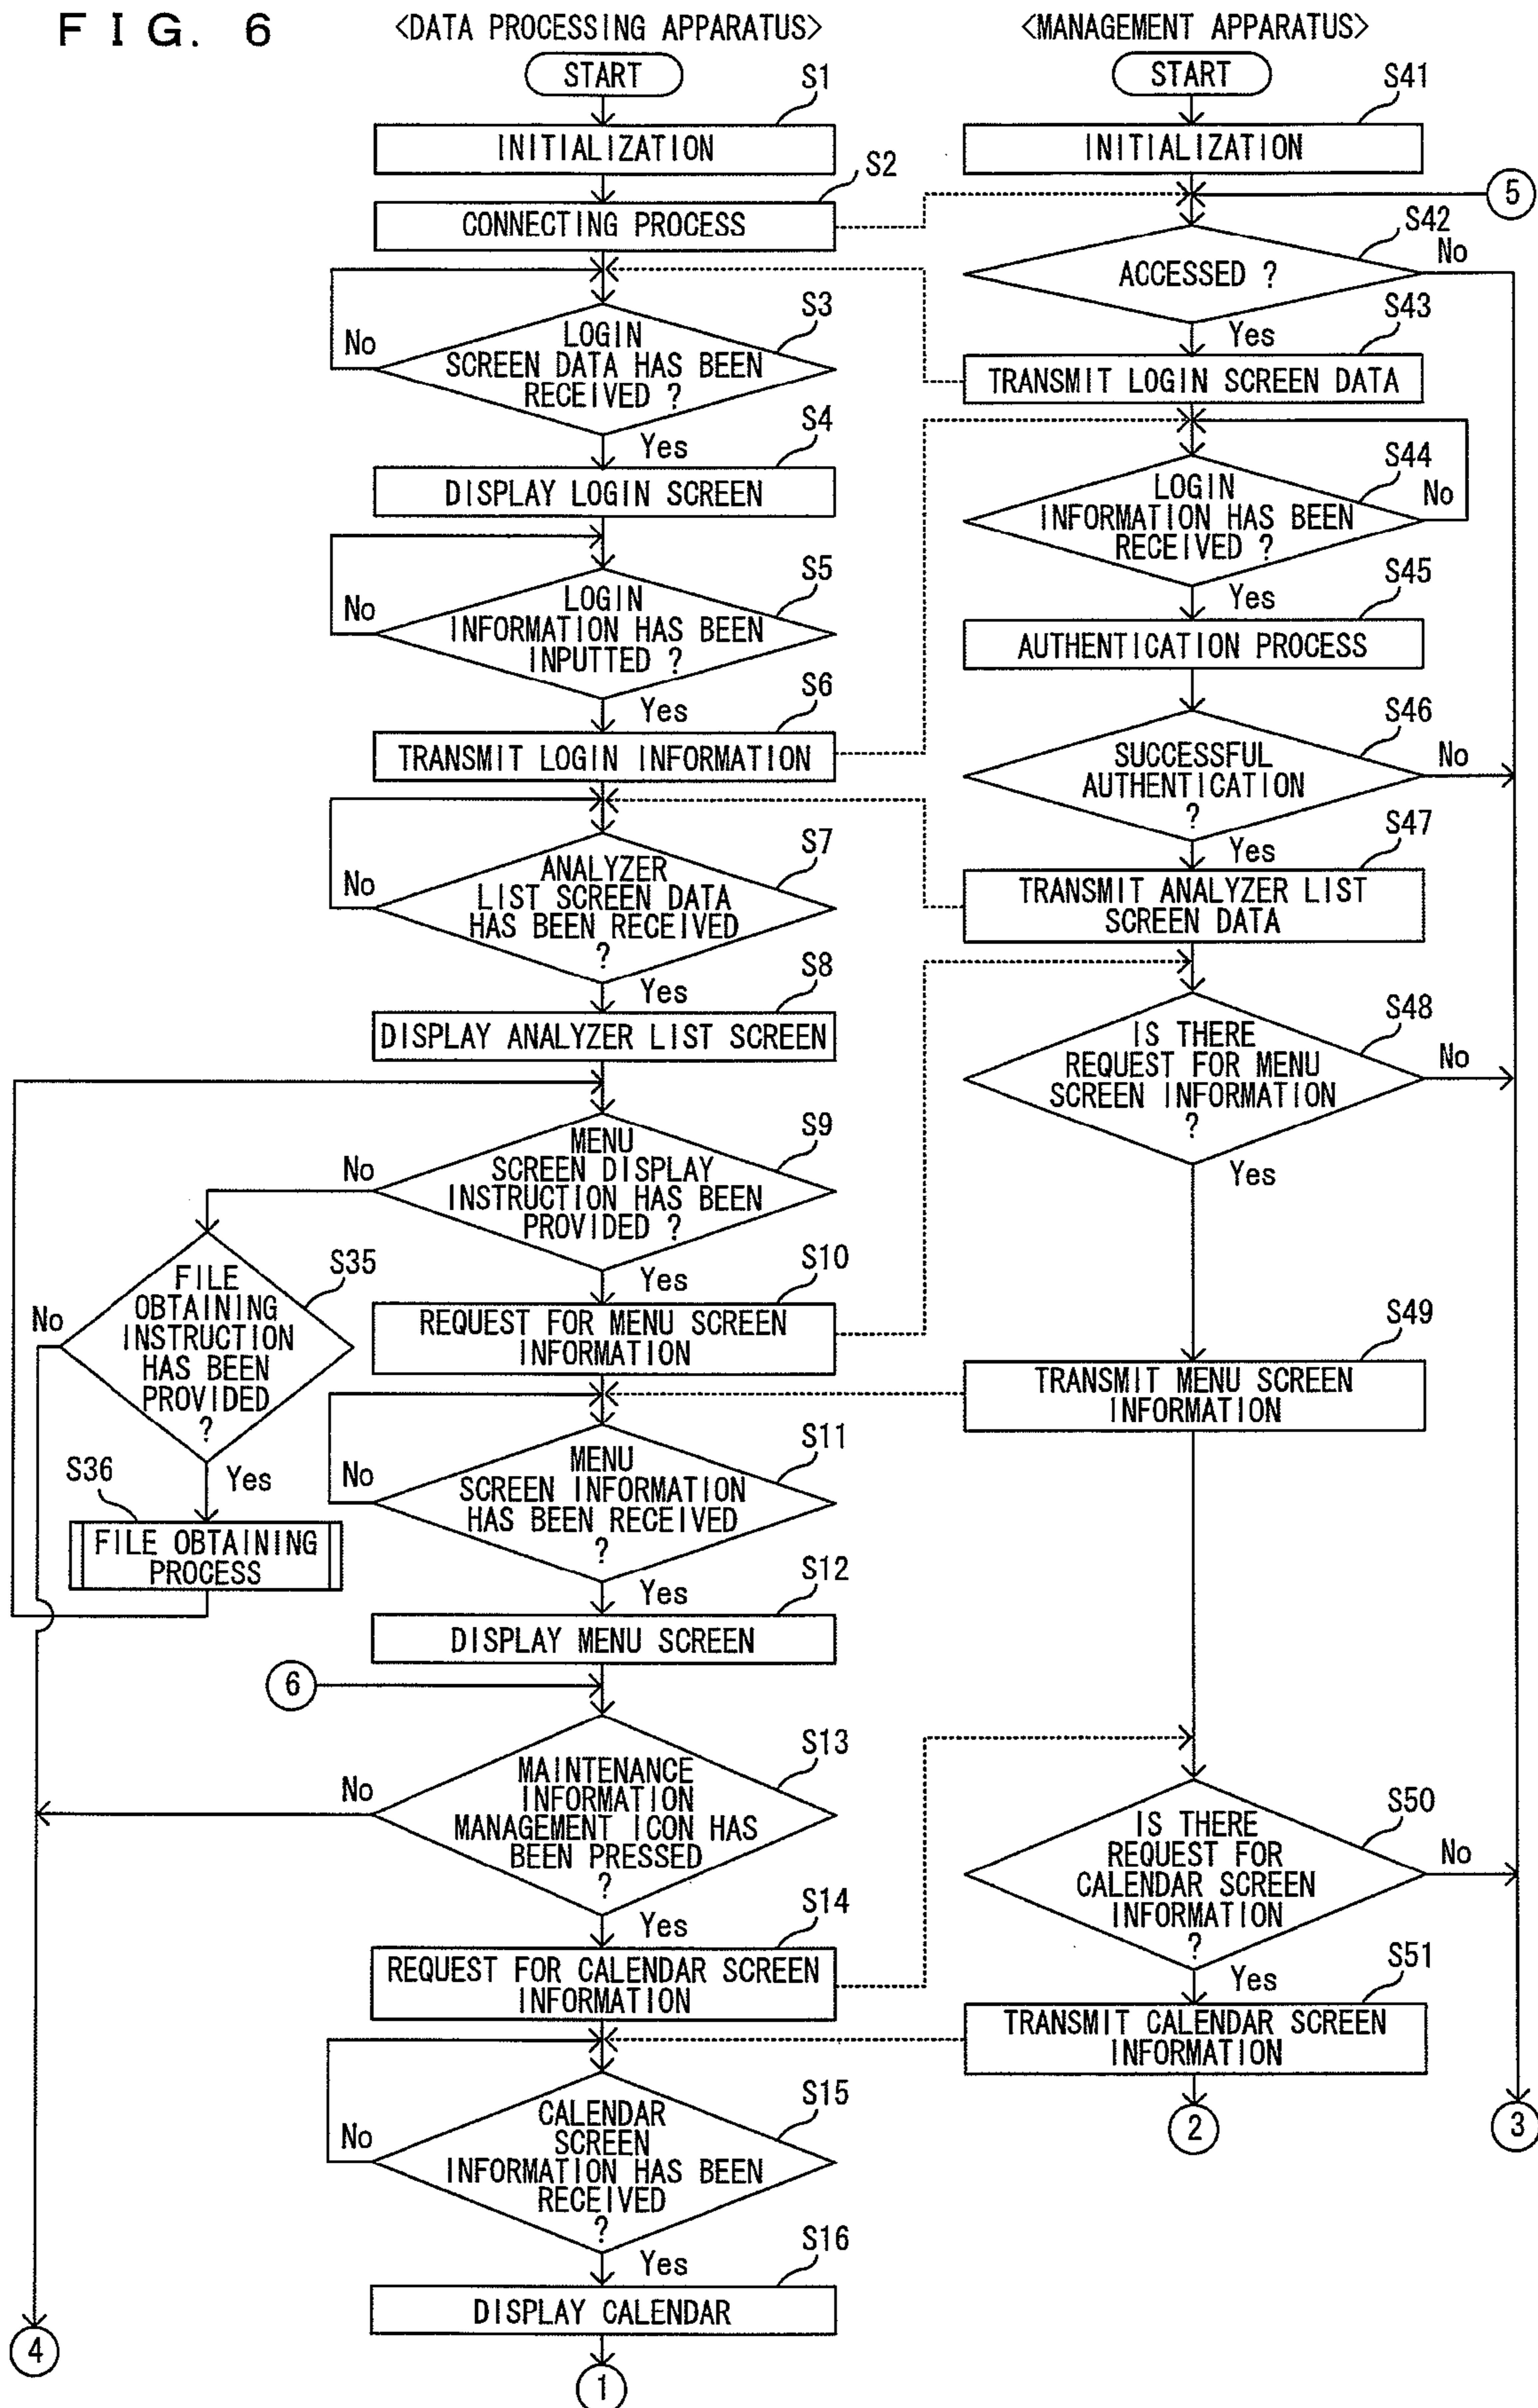 FIG. 6
<DATA PROCESSING APPARATUS>
START
S1
INITIALIZATION
S2
CONNECTING PROCESS
S3
LOGIN
SCREEN DATA HAS BEEN
RECEIVED ?
No
Yes
S4
DISPLAY LOGIN SCREEN
S5
LOGIN
INFORMATION HAS BEEN
INPUTTED ?
No
Yes
S6
TRANSMIT LOGIN INFORMATION
S7
ANALYZER
LIST SCREEN DATA
HAS BEEN RECEIVED
?
No
Yes
S8
DISPLAY ANALYZER LIST SCREEN
S9
MENU
SCREEN DISPLAY
INSTRUCTION HAS BEEN
PROVIDED ?
No
Yes
S35
FILE
OBTAINING
INSTRUCTION
HAS BEEN
PROVIDED
?
No
Yes
S36
FILE OBTAINING
PROCESS
S10
REQUEST FOR MENU SCREEN
INFORMATION
S11
MENU
SCREEN INFORMATION
HAS BEEN RECEIVED
?
No
Yes
S12
DISPLAY MENU SCREEN
6
S13
MAINTENANCE
INFORMATION
MANAGEMENT ICON HAS
BEEN PRESSED
?
No
Yes
S14
REQUEST FOR CALENDAR SCREEN
INFORMATION
S15
CALENDAR
SCREEN
INFORMATION HAS BEEN
RECEIVED
?
No
Yes
S16
DISPLAY CALENDAR
4
1
<MANAGEMENT APPARATUS>
START
S41
INITIALIZATION
5
S42
ACCESSED ?
No
Yes
S43
TRANSMIT LOGIN SCREEN DATA
S44
LOGIN
INFORMATION HAS BEEN
RECEIVED ?
No
Yes
S45
AUTHENTICATION PROCESS
S46
SUCCESSFUL
AUTHENTICATION
?
No
Yes
S47
TRANSMIT ANALYZER LIST
SCREEN DATA
S48
IS THERE
REQUEST FOR MENU
SCREEN INFORMATION
?
No
Yes
S49
TRANSMIT MENU SCREEN
INFORMATION
S50
IS THERE
REQUEST FOR
CALENDAR SCREEN
INFORMATION
?
No
Yes
S51
TRANSMIT CALENDAR SCREEN
INFORMATION
2
3